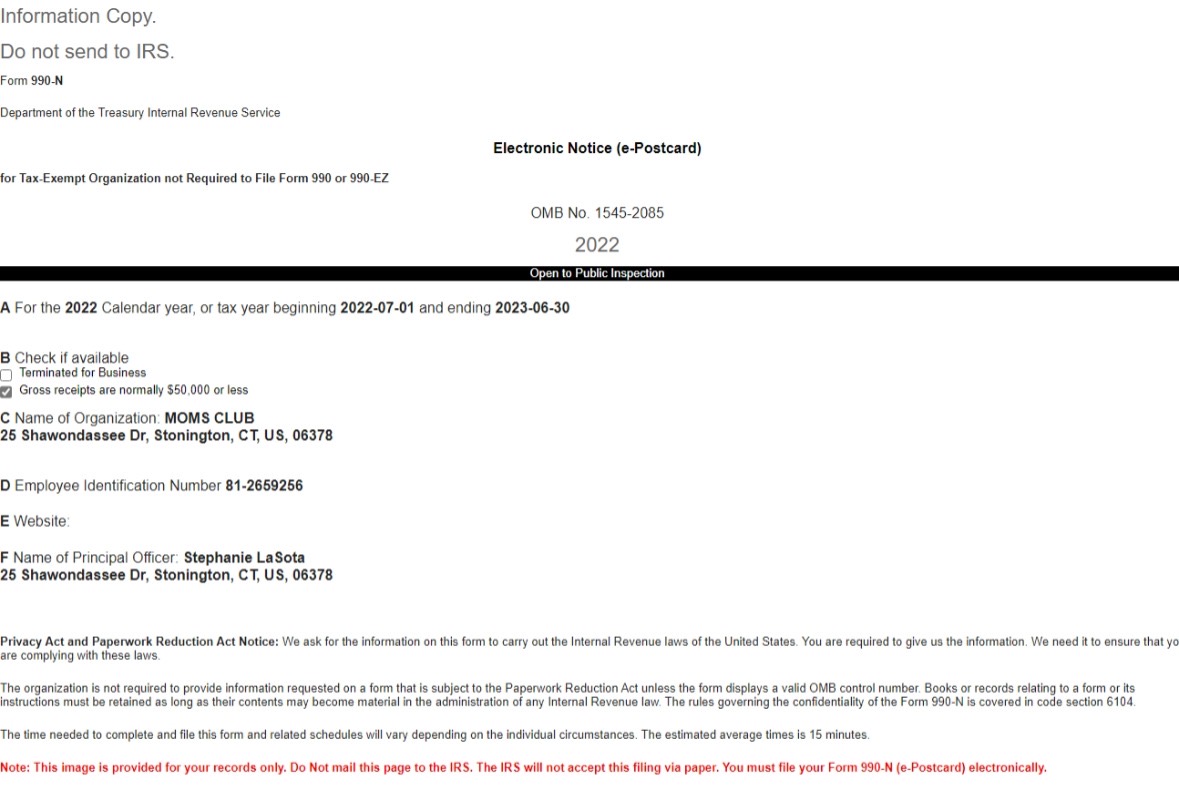 Information Copy.
Do not send to IRS.
Form 990-N
Department of the Treasury Internal Revenue Service
Electronic Notice (e-Postcard)
for Tax-Exempt Organization not Required to File Form 990 or 990-EZ
OMB No. 1545-2085
2022
Open to Public Inspection
A For the 2022 Calendar year, or tax year beginning 2022-07-01 and ending 2023-06-30
B Check if available
Terminated for Business
Gross receipts are normally $50,000 or less
C Name of Organization: MOMS CLUB
25 Shawondassee Dr, Stonington, CT, US, 06378
D Employee Identification Number 81-2659256
E Website:
F Name of Principal Officer: Stephanie LaSota
25 Shawondassee Dr, Stonington, CT, US, 06378
Privacy Act and Paperwork Reduction Act Notice: We ask for the information on this form to carry out the Internal Revenue laws of the United States. You are required to give us the information. We need it to ensure that yo
are complying with these laws.
The organization is not required to provide information requested on a form that is subject to the Paperwork Reduction Act unless the form displays a valid OMB control number. Books or records relating to a form or its
instructions must be retained as long as their contents may become material in the administration of any Internal Revenue law. The rules governing the confidentiality of the Form 990-N is covered in code section 6104.
The time needed to complete and file this form and related schedules will vary depending on the individual circumstances. The estimated average times is 15 minutes.
Note: This image is provided for your records only. Do Not mail this page to the IRS. The IRS will not accept this filing via paper. You must file your Form 990-N (e-Postcard) electronically.